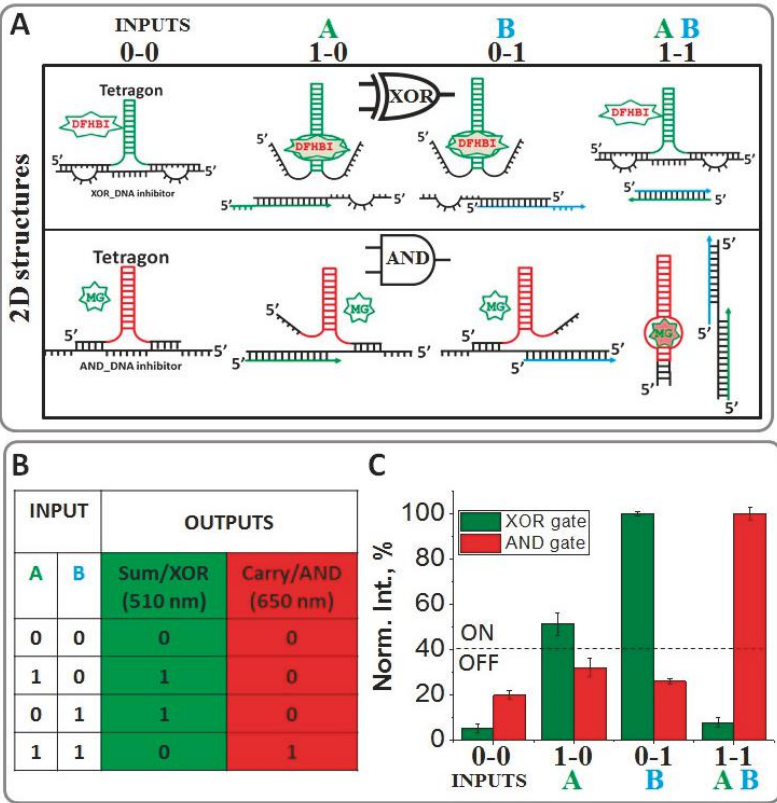 A
INPUTS A B A B
0-0 1-0 0-1 1-1
2D structures
Tetragon
XOR
DFHBI DFHBI DFHBI DFHBI
5' 5' 5' 5' 5' 5' 5' 5'
XOR_DNA inhibitor
5' 5' 5' 5' 5' 5'
Tetragon
AND
MG MG MG MG
5' 5' 5' 5' 5' 5'
AND_DNA inhibitor
5' 5' 5' 5' 5'
B
INPUT OUTPUTS
A B Sum/XOR Carry/AND
(510 nm) (650 nm)
0 0 0 0
1 0 1 0
0 1 1 0
1 1 0 1
C
Norm. Int., %
100
80
60
40
20
0
XOR gate
AND gate
ON
OFF
0-0 1-0 0-1 1-1
INPUTS A B A B